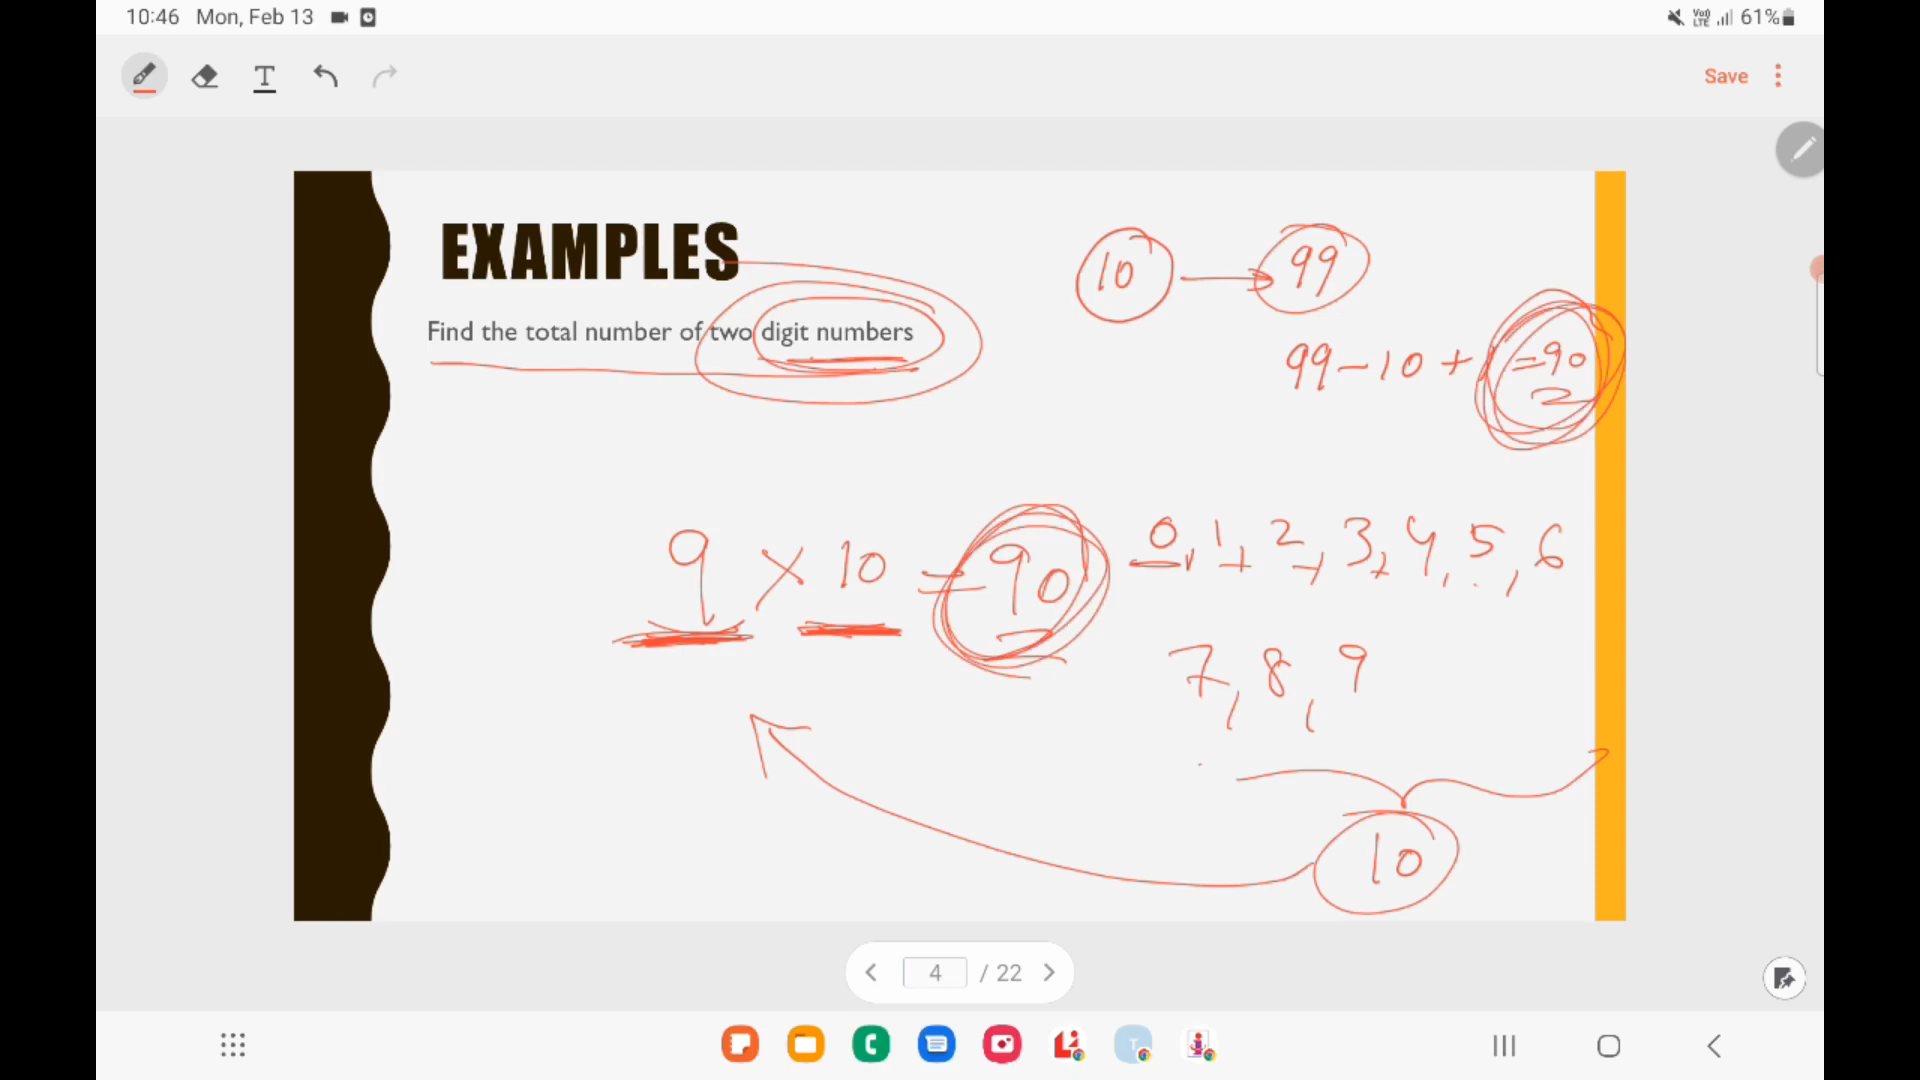 10:46 Mon, Feb 13
61%
T
Save
EXAMPLES
Find the total number of two digit numbers
10 → 99
99 - 10 + 1 = 90
9 × 10 = 90
0, 1, 2, 3, 4, 5, 6
7, 8, 9
10
4 / 22